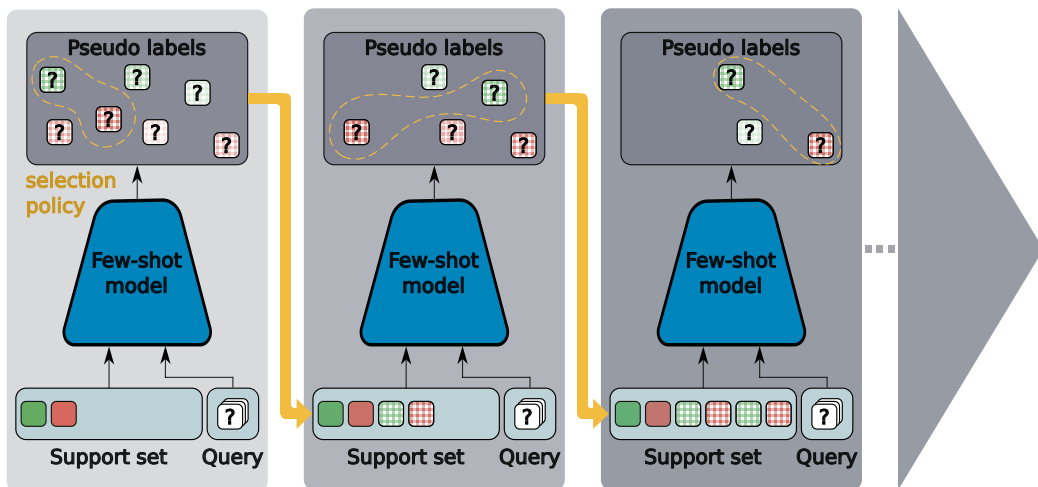 Pseudo labels
?
?
?
?
?
?
?
selection
policy
Few-shot
model
?
Support set
Query
Pseudo labels
?
?
?
?
?
Few-shot
model
?
Support set
Query
Pseudo labels
?
?
?
Few-shot
model
?
Support set
Query